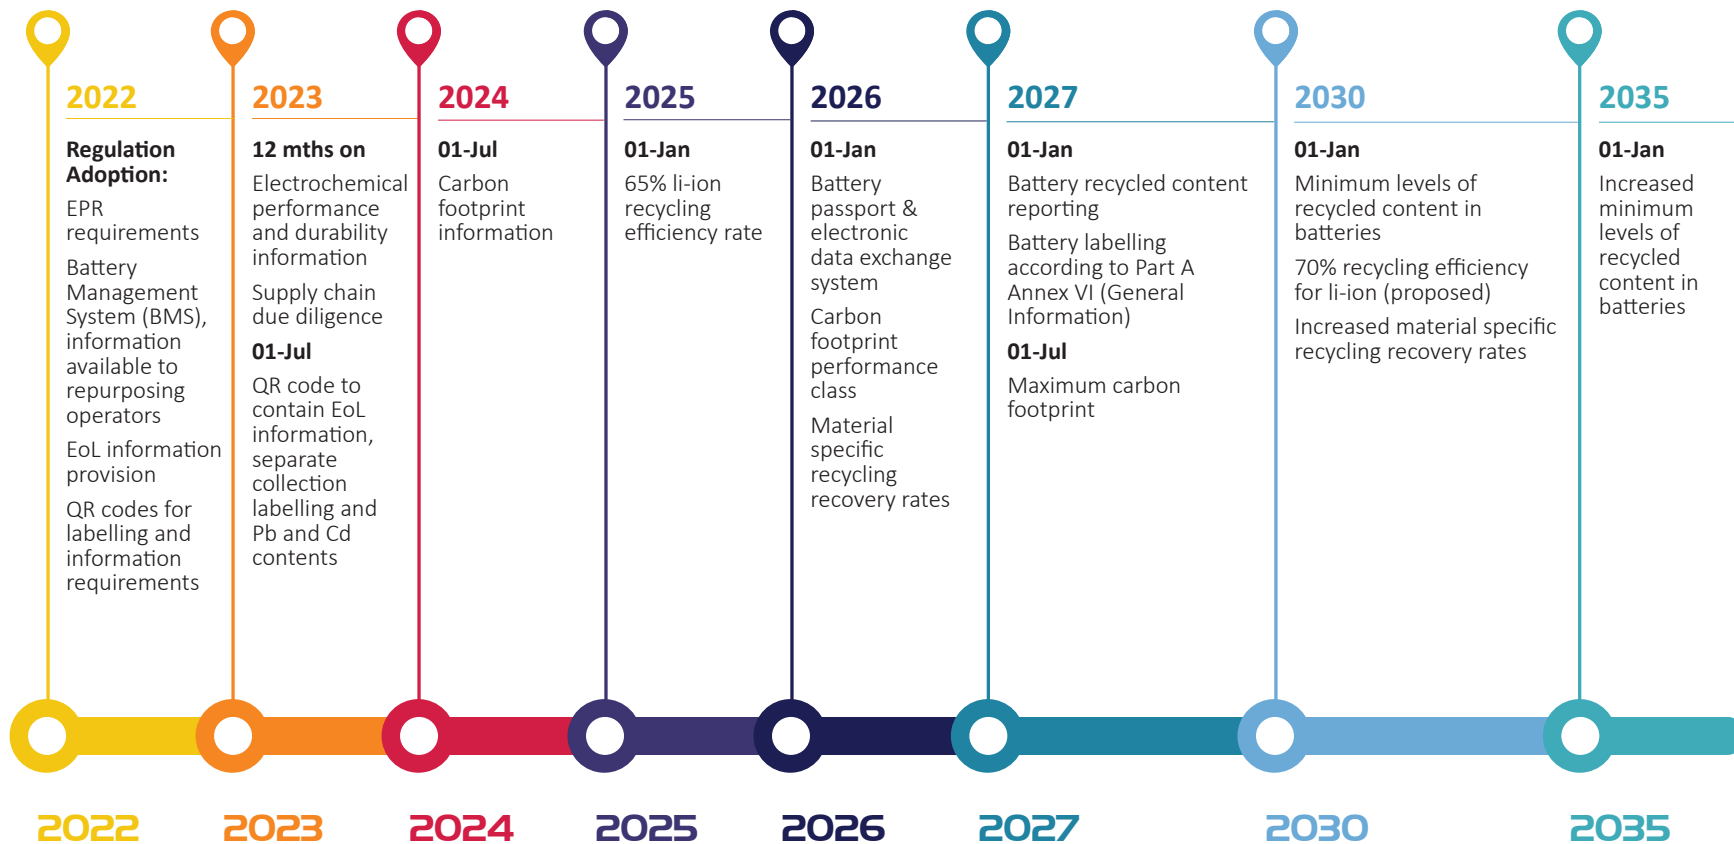 2022
Regulation
Adoption:
EPR
requirements
Battery
Management
System (BMS),
information
available to
repurposing
operators
EoL information
provision
QR codes for
labelling and
information
requirements
2023
12 mths on
Electrochemical
performance
and durability
information
Supply chain
due diligence
01-Jul
QR code to
contain EoL
information,
separate
collection
labelling and
Pb and Cd
contents
2024
01-Jul
Carbon
footprint
information
2025
01-Jan
65% li-ion
recycling
efficiency rate
2026
01-Jan
Battery
passport &
electronic
data exchange
system
Carbon
footprint
performance
class
Material
specific
recycling
recovery rates
2027
01-Jan
Battery recycled content
reporting
Battery labelling
according to Part A
Annex VI (General
Information)
01-Jul
Maximum carbon
footprint
2030
01-Jan
Minimum levels of
recycled content in
batteries
70% recycling efficiency
for li-ion (proposed)
Increased material specific
recycling recovery rates
2035
01-Jan
Increased
minimum
levels of
recycled
content in
batteries
2022
2023
2024
2025
2026
2027
2030
2035